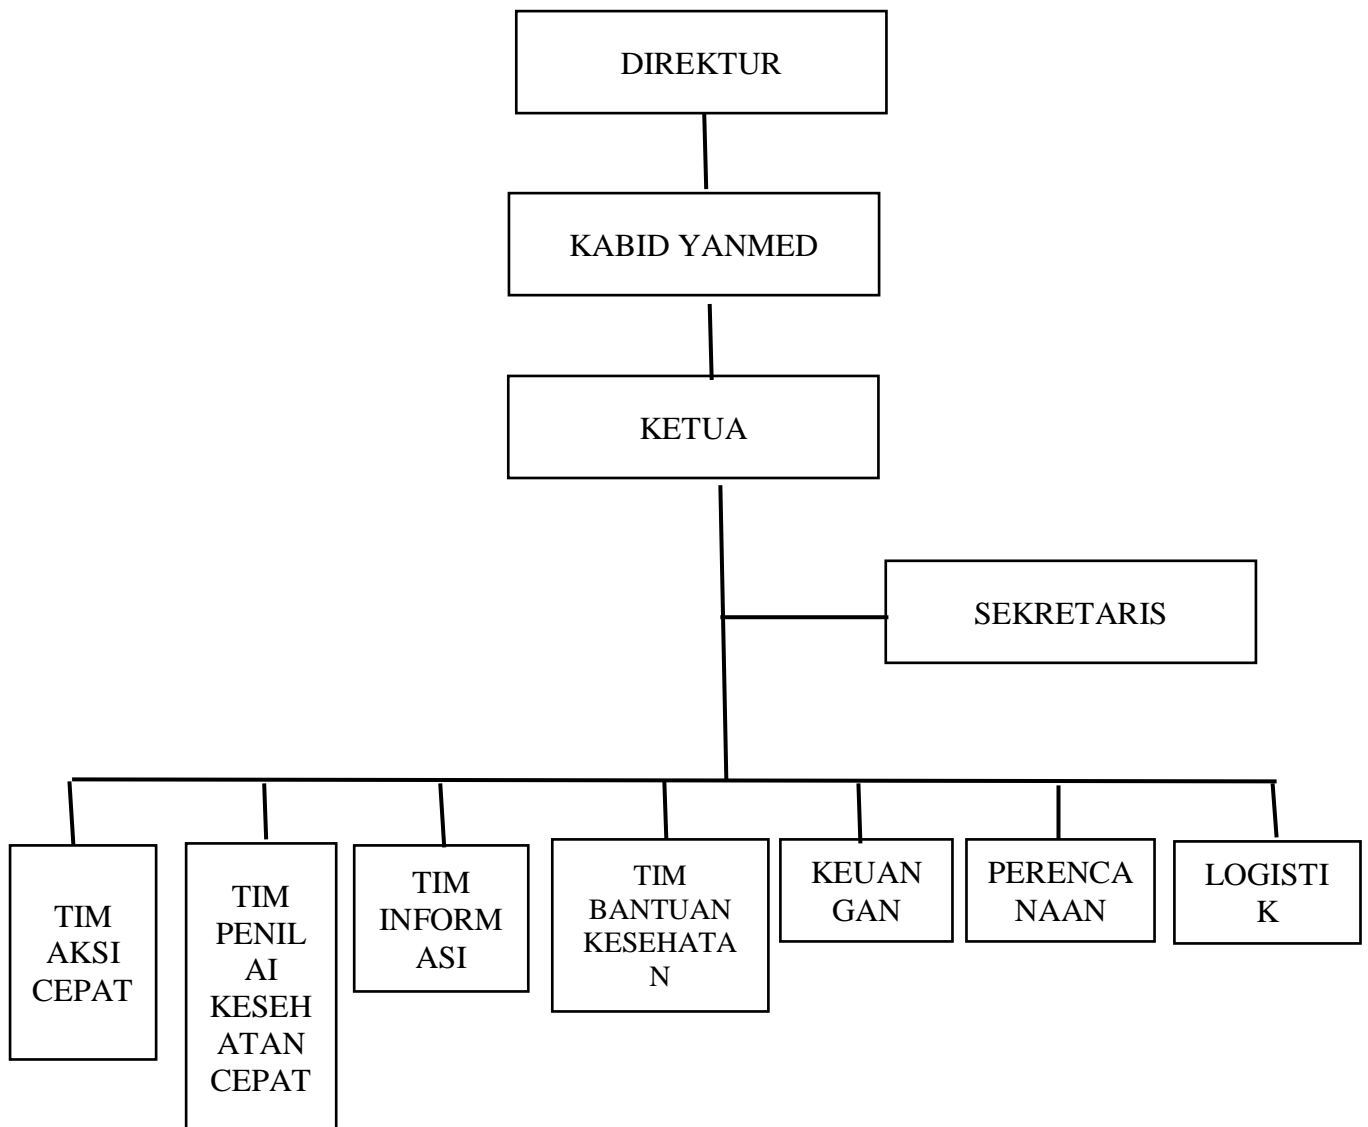 DIREKTUR
KABID YANMED
KETUA
SEKRETARIS
TIM
AKSI
CEPAT
TIM
PENIL
AI
KESEH
ATAN
CEPAT
TIM
INFORM
ASI
TIM
BANTUAN
KESEHATA
N
KEUAN
GAN
PERENCA
NAAN
LOGISTI
K